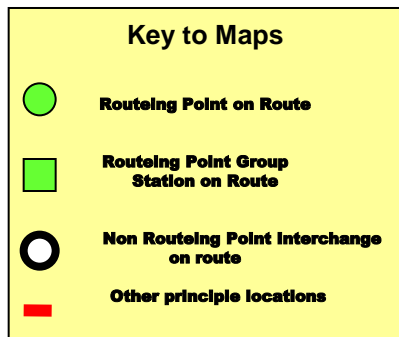 Key to Maps
Routeing Point on Route
Routeing Point Group
Station on Route
Non Routeing Point Interchange
on route
Other principle locations